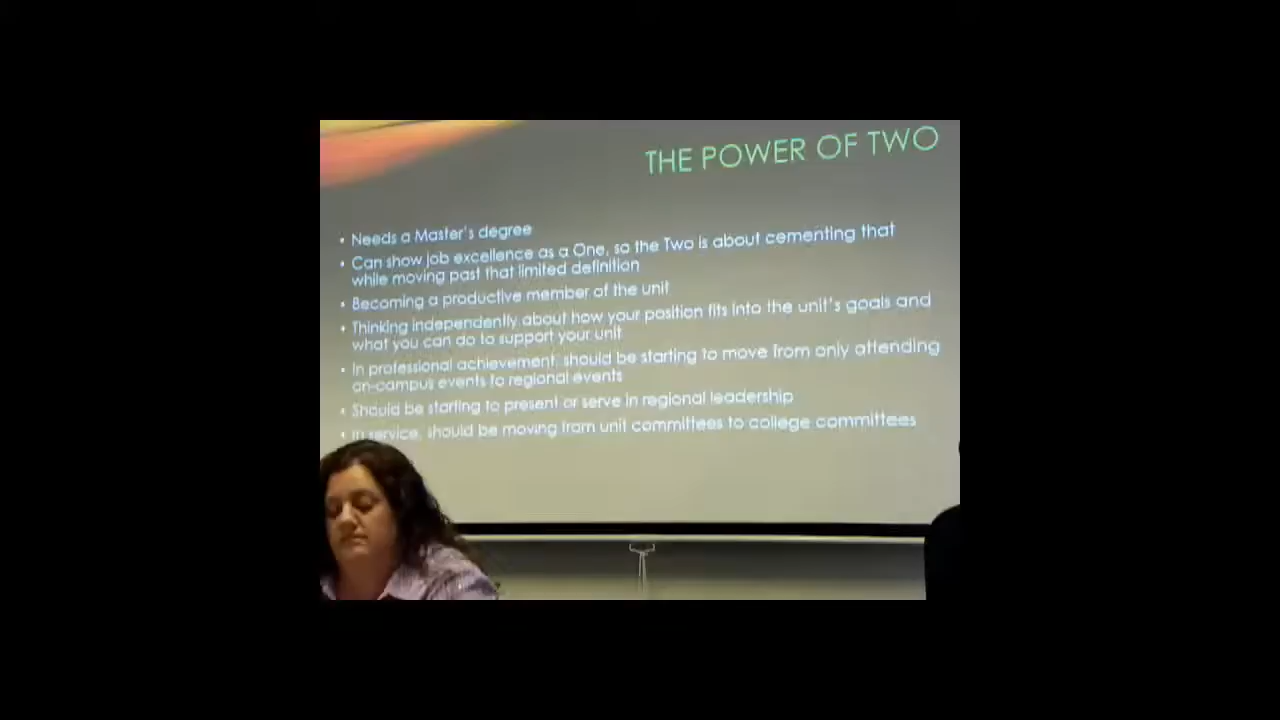 THE POWER OF TWO
• Needs a Master's degree
• Can show job excellence as a One, so the Two is about cementing that
while moving past that limited definition
• Becoming a productive member of the unit
• Thinking independently about how your position fits into the unit's goals and
what you can do to support your unit
• In professional achievement, should be starting to move from only attending
on-campus events to regional events
• Should be starting to present or serve in regional leadership
• In service, should be moving from unit committees to college committees